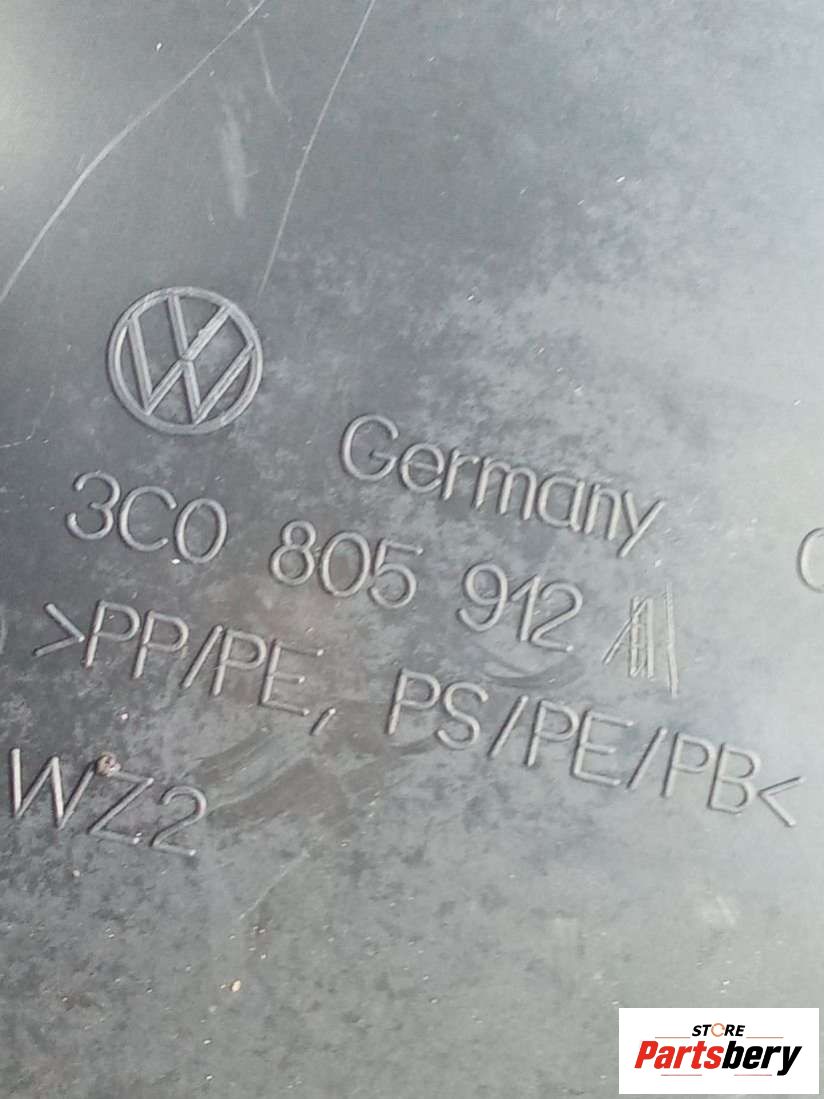 Germany
3C0 805 912
>PP/PE, PS/PE/PB<
WZ2
STORE
Partsbery